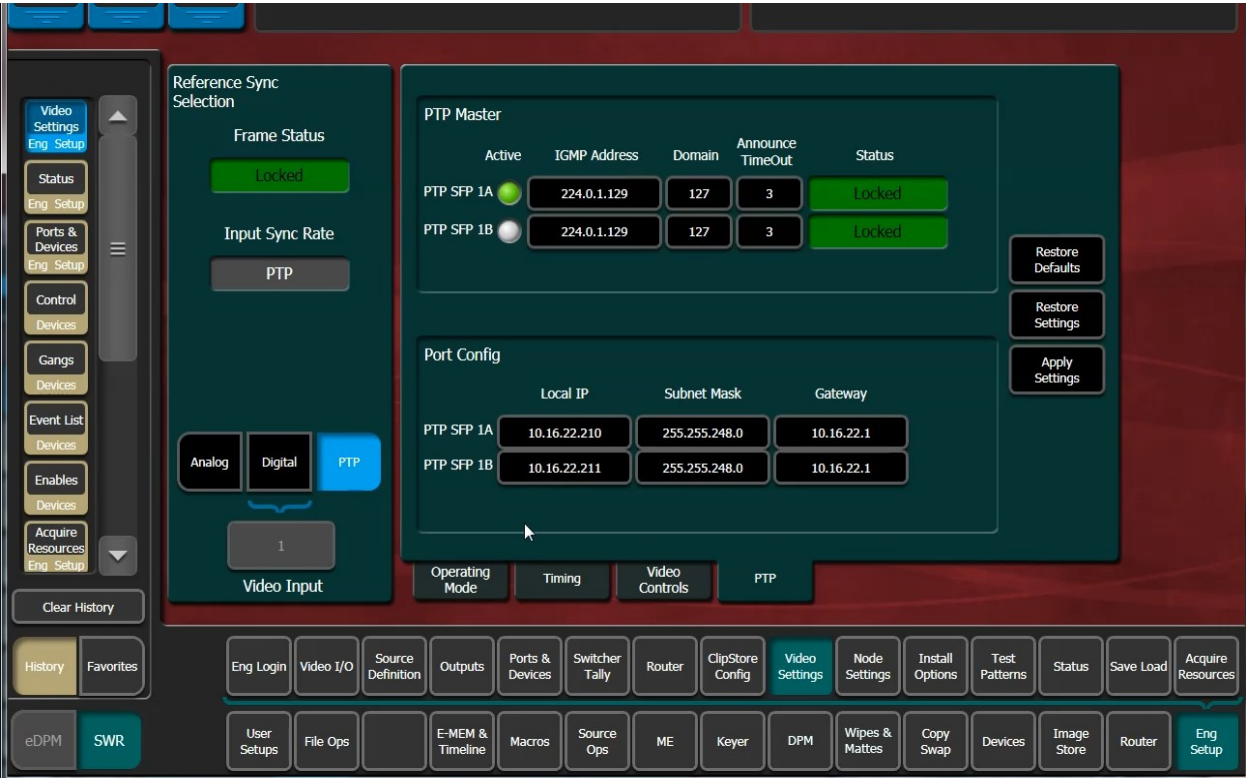 Reference Sync
Selection
Frame Status
Locked
Input Sync Rate
PTP
Analog
Digital
PTP
1
Video Input
PTP Master
Active
IGMP Address
Domain
Announce
TimeOut
Status
PTP SFP 1A
224.0.1.129
127
3
Locked
PTP SFP 1B
224.0.1.129
127
3
Locked
Port Config
Local IP
Subnet Mask
Gateway
PTP SFP 1A
10.16.22.210
255.255.248.0
10.16.22.1
PTP SFP 1B
10.16.22.211
255.255.248.0
10.16.22.1
Restore
Defaults
Restore
Settings
Apply
Settings
Operating
Mode
Timing
Video
Controls
PTP
Video
Settings
Eng Setup
Status
Eng Setup
Ports &
Devices
Eng Setup
Control
Devices
Gangs
Devices
Event List
Devices
Enables
Devices
Acquire
Resources
Eng Setup
Clear History
History
Favorites
eDPM
SWR
Eng Login
Video I/O
Source
Definition
Outputs
Ports &
Devices
Switcher
Tally
Router
ClipStore
Config
Video
Settings
Node
Settings
Install
Options
Test
Patterns
Status
Save Load
Acquire
Resources
User
Setups
File Ops
E-MEM &
Timeline
Macros
Source
Ops
ME
Keyer
DPM
Wipes &
Mattes
Copy
Swap
Devices
Image
Store
Router
Eng
Setup